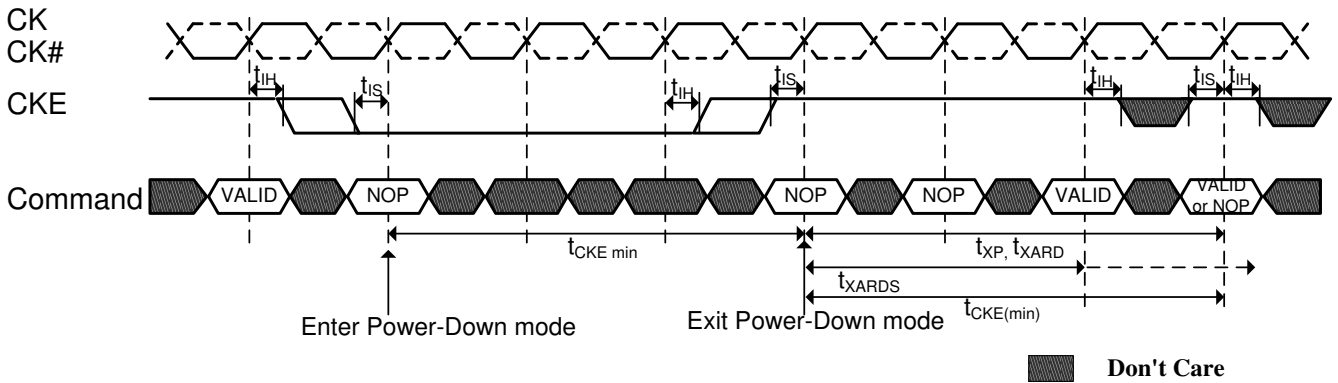 CK
CK#
tIH
tIS
tIH
tIS
tIH
tIS
tIH
CKE
Command
VALID
NOP
NOP
NOP
VALID
VALID
or NOP
tCKE min
tXP, tXARD
tXARDS
tCKE(min)
Enter Power-Down mode
Exit Power-Down mode
Don't Care